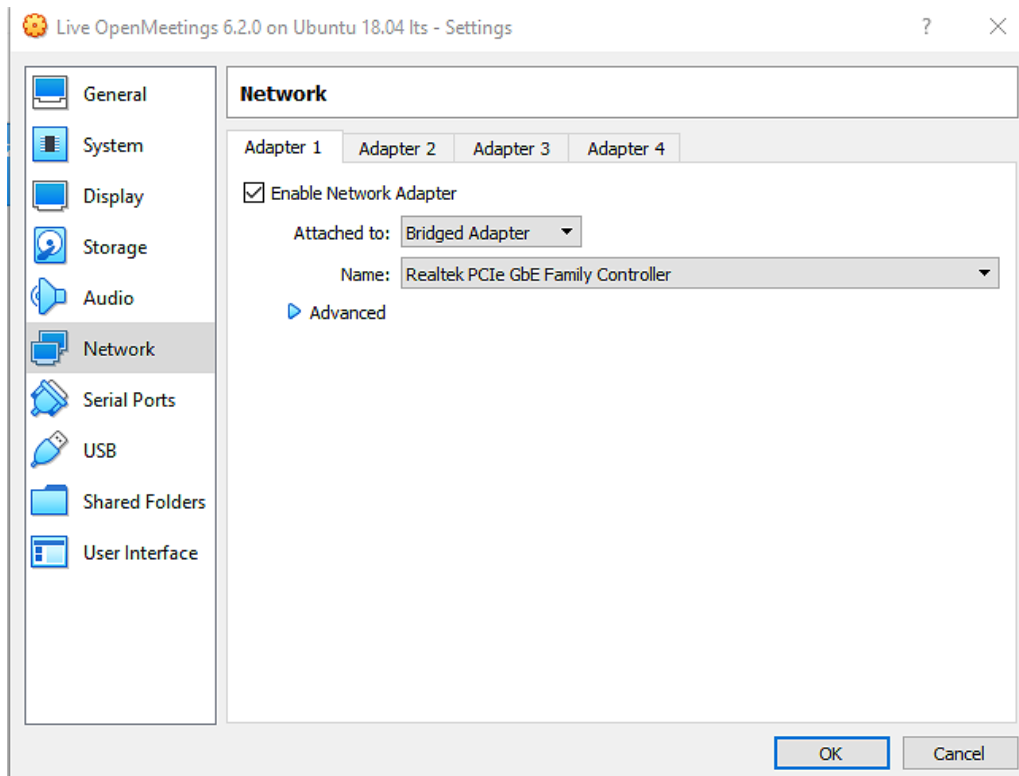 Live OpenMeetings 6.2.0 on Ubuntu 18.04 lts - Settings
?
General
System
Display
Storage
Audio
Network
Serial Ports
USB
Shared Folders
User Interface
Network
Adapter 1 Adapter 2 Adapter 3 Adapter 4
Enable Network Adapter
Attached to: Bridged Adapter
Name: Realtek PCIe GbE Family Controller
Advanced
OK Cancel